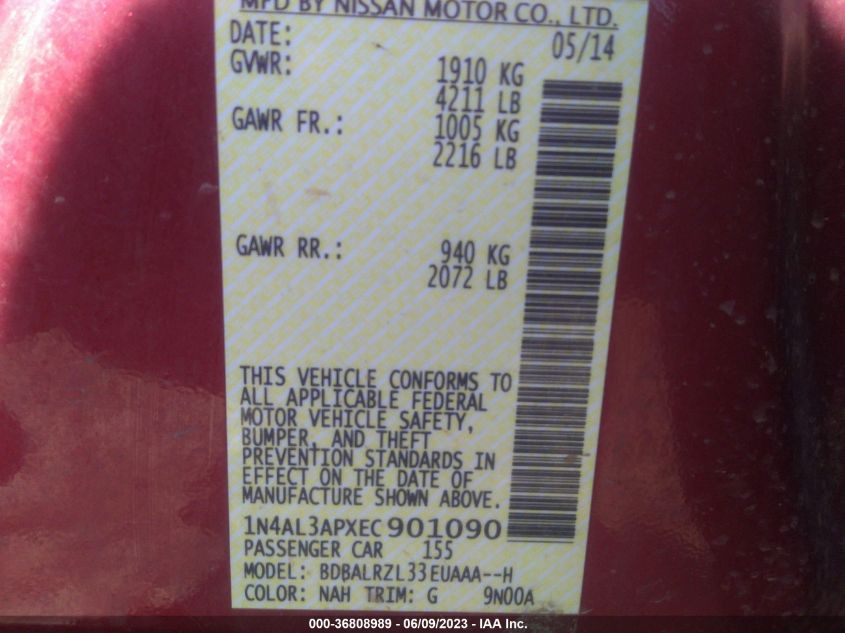 MFD BY NISSAN MOTOR CO., LTD.
DATE: 05/14
GVWR: 1910 KG
4211 LB
GAWR FR.: 1005 KG
2216 LB
GAWR RR.: 940 KG
2072 LB
THIS VEHICLE CONFORMS TO
ALL APPLICABLE FEDERAL
MOTOR VEHICLE SAFETY,
BUMPER, AND THEFT
PREVENTION STANDARDS IN
EFFECT ON THE DATE OF
MANUFACTURE SHOWN ABOVE.
1N4AL3APXEC901090
PASSENGER CAR 155
MODEL: BDBALRZL33EUAAA--H
COLOR: NAH TRIM: G 9N00A
000-36808989 - 06/09/2023 - IAA Inc.